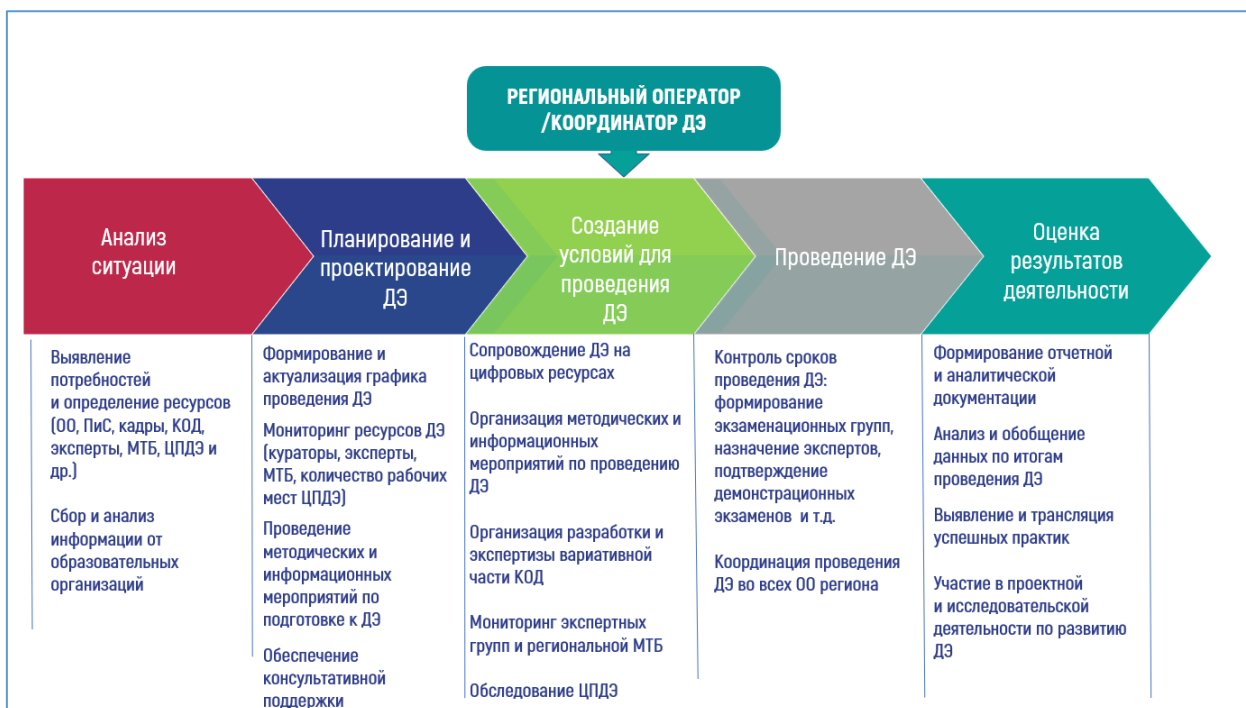 РЕГИОНАЛЬНЫЙ ОПЕРАТОР
/КООРДИНАТОР ДЭ
Анализ
ситуации
Планирование и
проектирование
ДЭ
Создание
условий для
проведения
ДЭ
Проведение ДЭ
Оценка
результатов
деятельности
Выявление
потребностей
и определение ресурсов
(ОО, ПиС, кадры, КОД,
эксперты, МТБ, ЦПДЭ и
др.)
Сбор и анализ
информации от
образовательных
организаций
Формирование и
актуализация графика
проведения ДЭ
Мониторинг ресурсов ДЭ
(кураторы, эксперты,
МТБ, количество рабочих
мест ЦПДЭ)
Проведение
методических и
информационных
мероприятий по
подготовке к ДЭ
Обеспечение
консультативной
поддержки
Сопровождение ДЭ на
цифровых ресурсах
Организация методических и
информационных
мероприятий по проведению
ДЭ
Организация разработки и
экспертизы вариативной
части КОД
Мониторинг экспертных
групп и региональной МТБ
Обследование ЦПДЭ
Контроль сроков
проведения ДЭ:
формирование
экзаменационных групп,
назначение экспертов,
подтверждение
демонстрационных
экзаменов и т.д.
Координация проведения
ДЭ во всех ОО региона
Формирование отчетной
и аналитической
документации
Анализ и обобщение
данных по итогам
проведения ДЭ
Выявление и трансляция
успешных практик
Участие в проектной
и исследовательской
деятельности по развитию
ДЭ